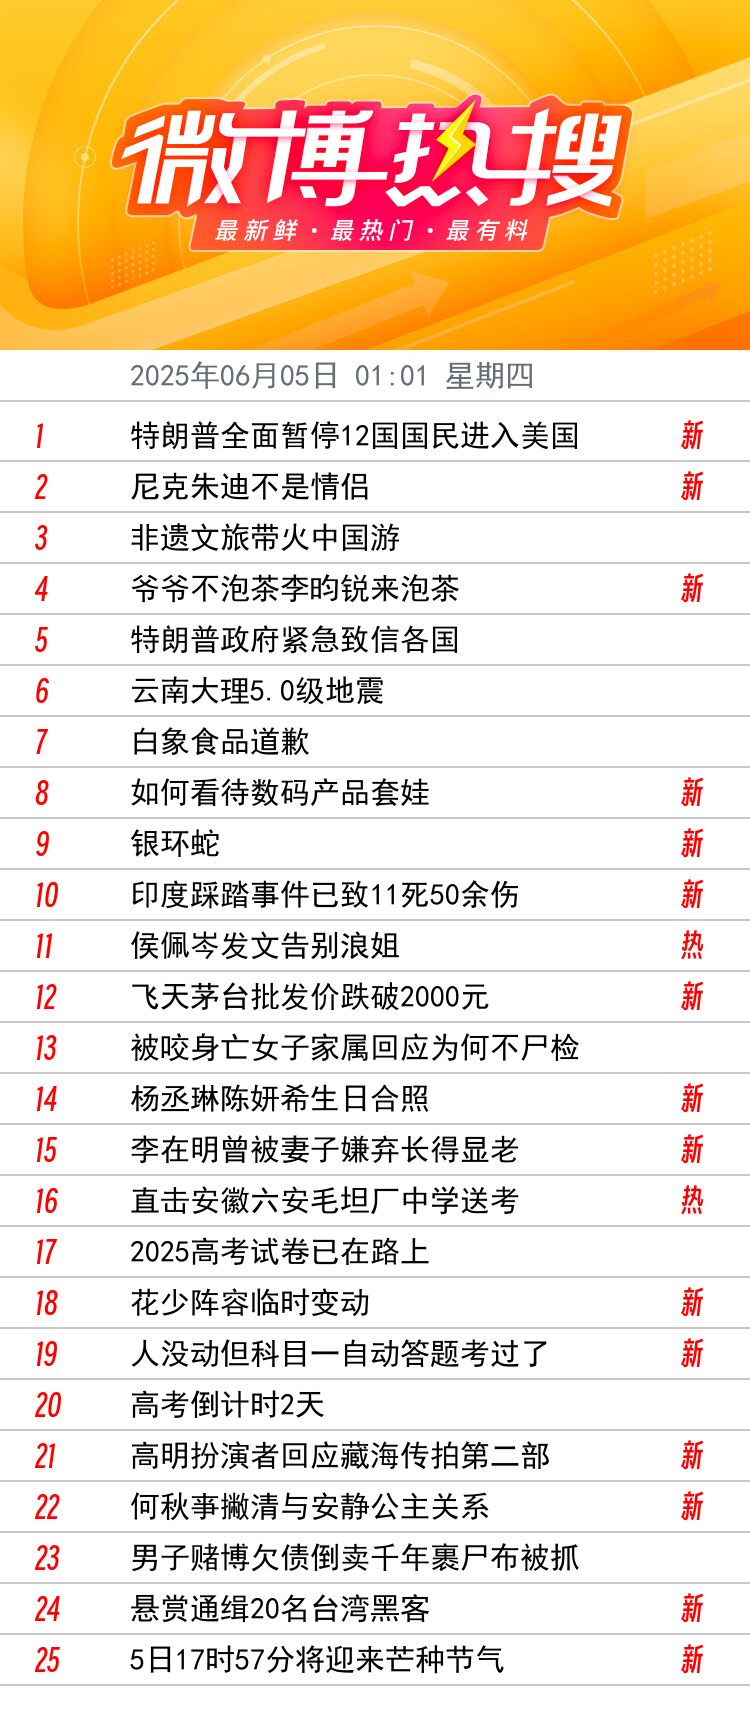 微博热搜
最新鲜·最热门·最有料
2025年06月05日 01:01 星期四
1 特朗普全面暂停12国国民进入美国 新
2 尼克朱迪不是情侣 新
3 非遗文旅带火中国游
4 爷爷不泡茶李昀锐来泡茶 新
5 特朗普政府紧急致信各国
6 云南大理5.0级地震
7 白象食品道歉
8 如何看待数码产品套娃 新
9 银环蛇 新
10 印度踩踏事件已致11死50余伤 新
11 侯佩岑发文告别浪姐 热
12 飞天茅台批发价跌破2000元 新
13 被咬身亡女子家属回应为何不尸检
14 杨丞琳陈妍希生日合照 新
15 李在明曾被妻子嫌弃长得显老 新
16 直击安徽六安毛坦厂中学送考 热
17 2025高考试卷已在路上
18 花少阵容临时变动 新
19 人没动但科目一自动答题考过了 新
20 高考倒计时2天
21 高明扮演者回应藏海传拍第二部 新
22 何秋亊撇清与安静公主关系 新
23 男子赌博欠债倒卖千年裹尸布被抓
24 悬赏通缉20名台湾黑客 新
25 5日17时57分将迎来芒种节气 新